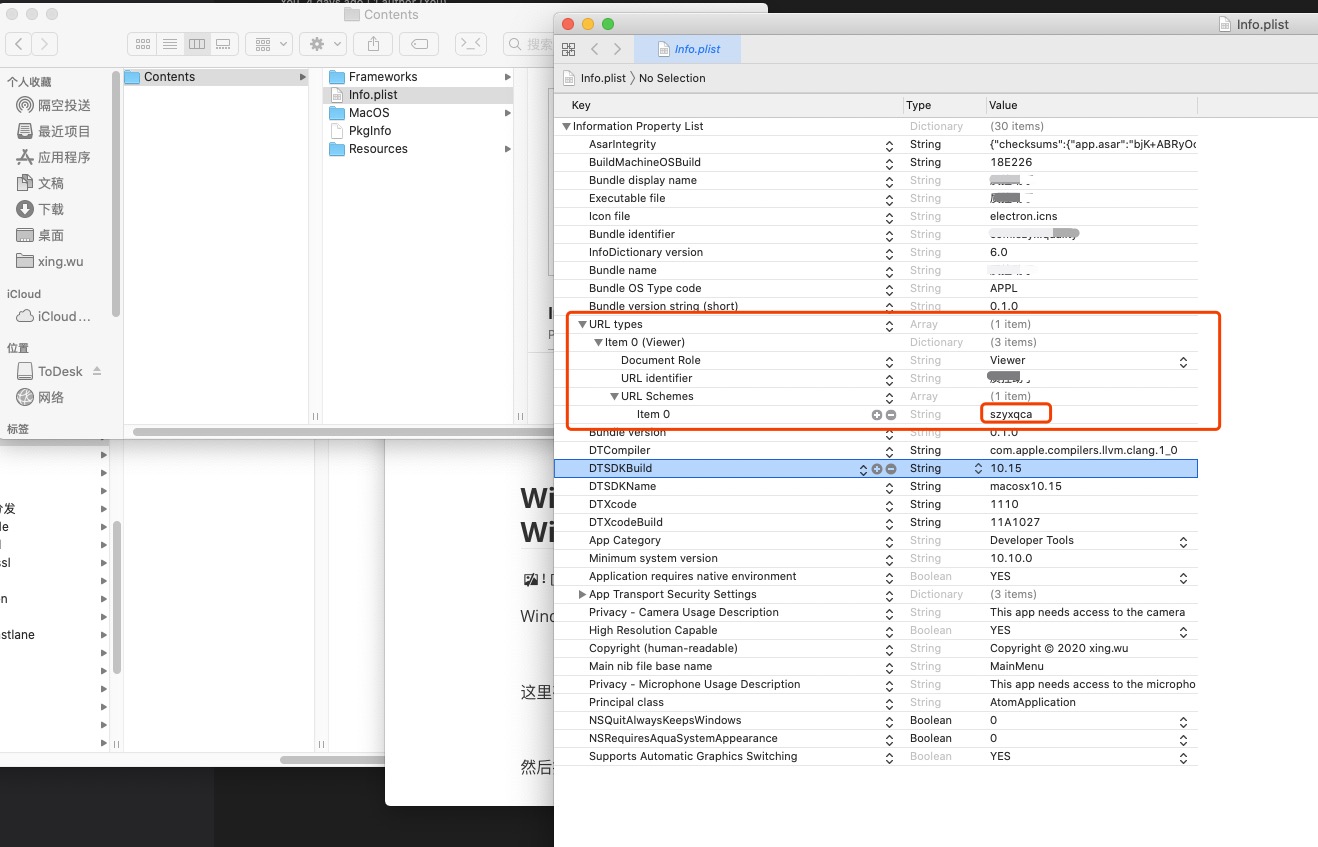 Contents
搜索
个人收藏
隔空投送
最近项目
应用程序
文稿
下载
桌面
xing.wu
iCloud
iCloud ...
位置
ToDesk
网络
标签
Contents
Frameworks
Info.plist
MacOS
PkgInfo
Resources
Info.plist
Info.plist
Info.plist 〉 No Selection
Key Type Value
Information Property List Dictionary (30 items)
AsarIntegrity String {"checksums":{"app.asar":"bjK+ABRyO
BuildMachineOSBuild String 18E226
Bundle display name String
Executable file String
Icon file String electron.icns
Bundle identifier String
InfoDictionary version String 6.0
Bundle name String
Bundle OS Type code String APPL
Bundle version string (short) String 0.1.0
URL types Array (1 item)
Item 0 (Viewer) Dictionary (3 items)
Document Role String Viewer
URL identifier String
URL Schemes Array (1 item)
Item 0 String szyxqca
Bundle version String 0.1.0
DTCompiler String com.apple.compilers.llvm.clang.1_0
DTSDKBuild String 10.15
DTSDKName String macosx10.15
DTXcode String 1110
DTXcodeBuild String 11A1027
App Category String Developer Tools
Minimum system version String 10.10.0
Application requires native environment Boolean YES
App Transport Security Settings Dictionary (3 items)
Privacy - Camera Usage Description String This app needs access to the camera
High Resolution Capable Boolean YES
Copyright (human-readable) String Copyright © 2020 xing.wu
Main nib file base name String MainMenu
Privacy - Microphone Usage Description String This app needs access to the micropho
Principal class String AtomApplication
NSQuitAlwaysKeepsWindows Boolean 0
NSRequiresAquaSystemAppearance Boolean 0
Supports Automatic Graphics Switching Boolean YES
分发
de
ssl
on
stlane
Wi
Wi
Wind
这里
然后